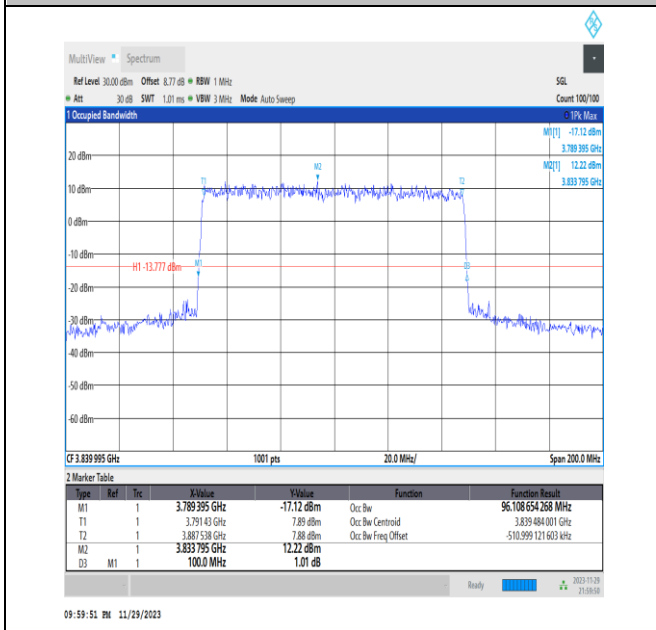 MultiView Spectrum
Ref Level 30.00 dBm Offset 8.77 dB RBW 1 MHz SGL
Att 30 dB SWT 1.01 ms VBW 3 MHz Mode Auto Sweep Count 100/100
1 Occupied Bandwidth 1Pk Max
M1[1] -17.12 dBm
3.789 395 GHz
M2[1] 12.22 dBm
3.833 795 GHz
20 dBm
M2
T1 T2
10 dBm
0 dBm
-10 dBm
H1 -13.777 dBm M1 D3
-20 dBm
-30 dBm
-40 dBm
-50 dBm
-60 dBm
CF 3.839 995 GHz 1001 pts 20.0 MHz/ Span 200.0 MHz
2 Marker Table
Type Ref Trc X-Value Y-Value Function Function Result
M1 1 3.789 395 GHz -17.12 dBm Occ Bw 96.108 654 268 MHz
T1 1 3.791 43 GHz 7.89 dBm Occ Bw Centroid 3.839 484 001 GHz
T2 1 3.887 538 GHz 7.88 dBm Occ Bw Freq Offset -510.999 121 603 kHz
M2 1 3.833 795 GHz 12.22 dBm
D3 M1 1 100.0 MHz 1.01 dB
Ready 2023-11-29
21:59:50
09:59:51 PM 11/29/2023